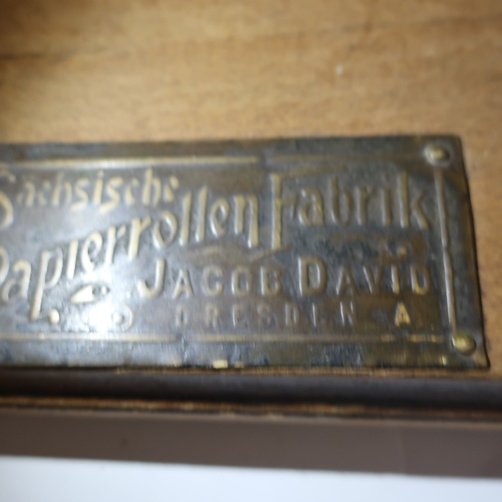 Sächsische
Papierrollen Fabrik
JACOB DAVID
DRESDEN A